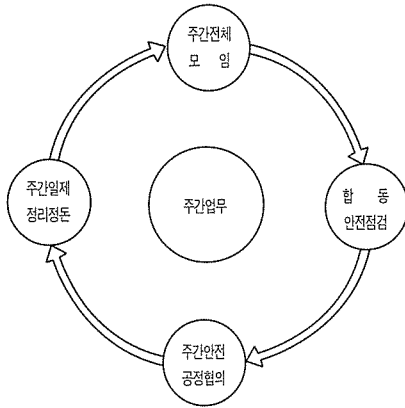 주간전체
모 임
주간일제
정리정돈
주간업무
합 동
안전점검
주간안전
공정협의